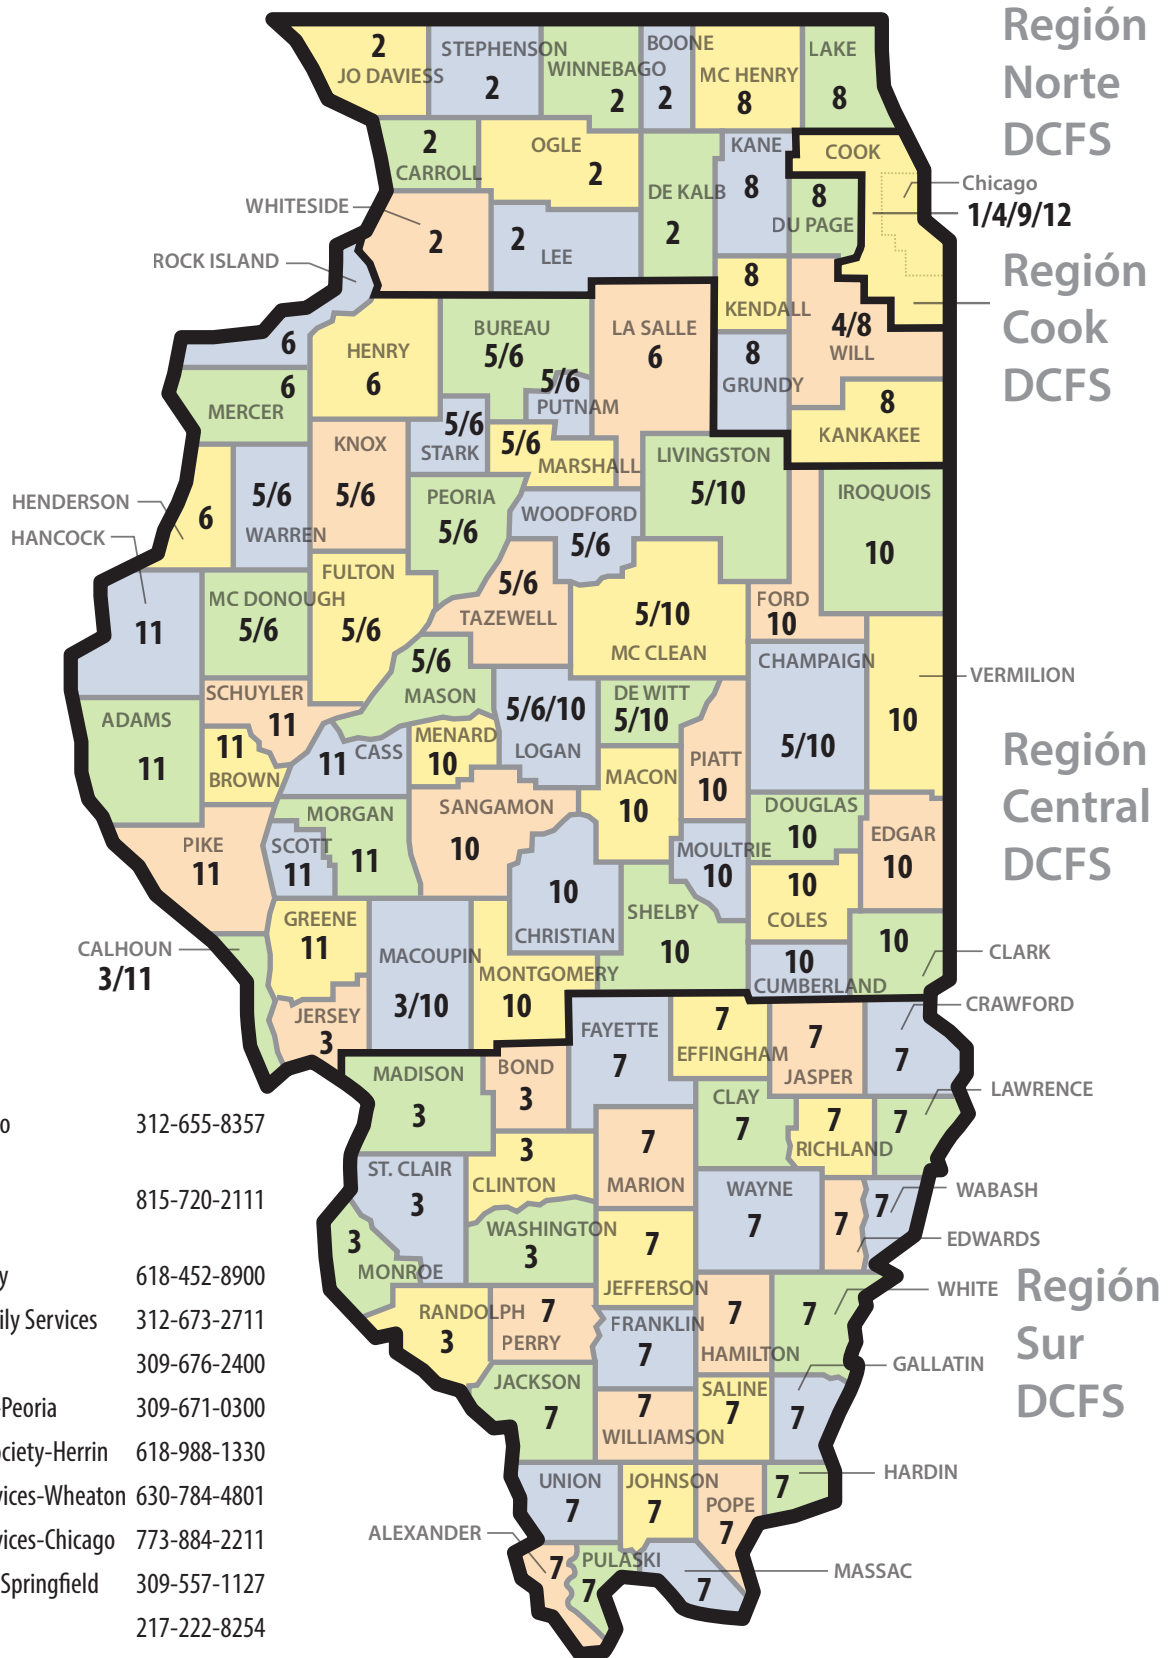 Región
Norte
DCFS
2
JO DAVIESS
STEPHENSON
2
WINNEBAGO
2
BOONE
2
MC HENRY
8
LAKE
8
2
CARROLL
OGLE
2
DE KALB
2
KANE
8
COOK
8
DU PAGE
Chicago
1/4/9/12
WHITESIDE
2
2
LEE
ROCK ISLAND
6
Región
Cook
DCFS
8
KENDALL
4/8
WILL
8
GRUNDY
8
KANKAKEE
HENRY
6
BUREAU
5/6
5/6
PUTNAM
LA SALLE
6
6
MERCER
5/6
STARK
5/6
MARSHALL
KNOX
5/6
HENDERSON
6
5/6
WARREN
PEORIA
5/6
WOODFORD
5/6
LIVINGSTON
5/10
IROQUOIS
10
HANCOCK
11
MC DONOUGH
5/6
FULTON
5/6
5/6
TAZEWELL
5/10
MC CLEAN
FORD
10
CHAMPAIGN
5/10
VERMILION
10
5/6
MASON
5/6/10
LOGAN
DE WITT
5/10
PIATT
10
SCHUYLER
11
ADAMS
11
11
BROWN
11
CASS
MENARD
10
MACON
10
Región
Central
DCFS
PIKE
11
SCOTT
11
MORGAN
11
SANGAMON
10
10
CHRISTIAN
MOULTRIE
10
DOUGLAS
10
EDGAR
10
10
COLES
SHELBY
10
10
CUMBERLAND
10
CLARK
CALHOUN
3/11
GREENE
11
JERSEY
3
MACOUPIN
3/10
MONTGOMERY
10
FAYETTE
7
7
EFFINGHAM
7
JASPER
CRAWFORD
7
MADISON
3
BOND
3
CLAY
7
7
RICHLAND
LAWRENCE
7
3
CLINTON
7
MARION
ST. CLAIR
3
WAYNE
7
7
EDWARDS
WABASH
7
WASHINGTON
3
7
JEFFERSON
3
MONROE
RANDOLPH
3
7
PERRY
FRANKLIN
7
7
HAMILTON
WHITE
7
Región
Sur
DCFS
JACKSON
7
7
WILLIAMSON
SALINE
7
GALLATIN
7
UNION
7
JOHNSON
7
POPE
7
HARDIN
7
ALEXANDER
7
PULASKI
7
MASSAC
7
o 312-655-8357
815-720-2111
y 618-452-8900
ily Services 312-673-2711
309-676-2400
-Peoria 309-671-0300
ociety-Herrin 618-988-1330
vices-Wheaton 630-784-4801
vices-Chicago 773-884-2211
Springfield 309-557-1127
217-222-8254